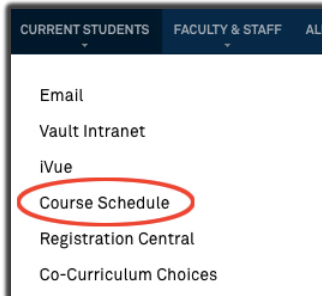 CURRENT STUDENTS FACULTY & STAFF
Email
Vault Intranet
iVue
Course Schedule
Registration Central
Co-Curriculum Choices